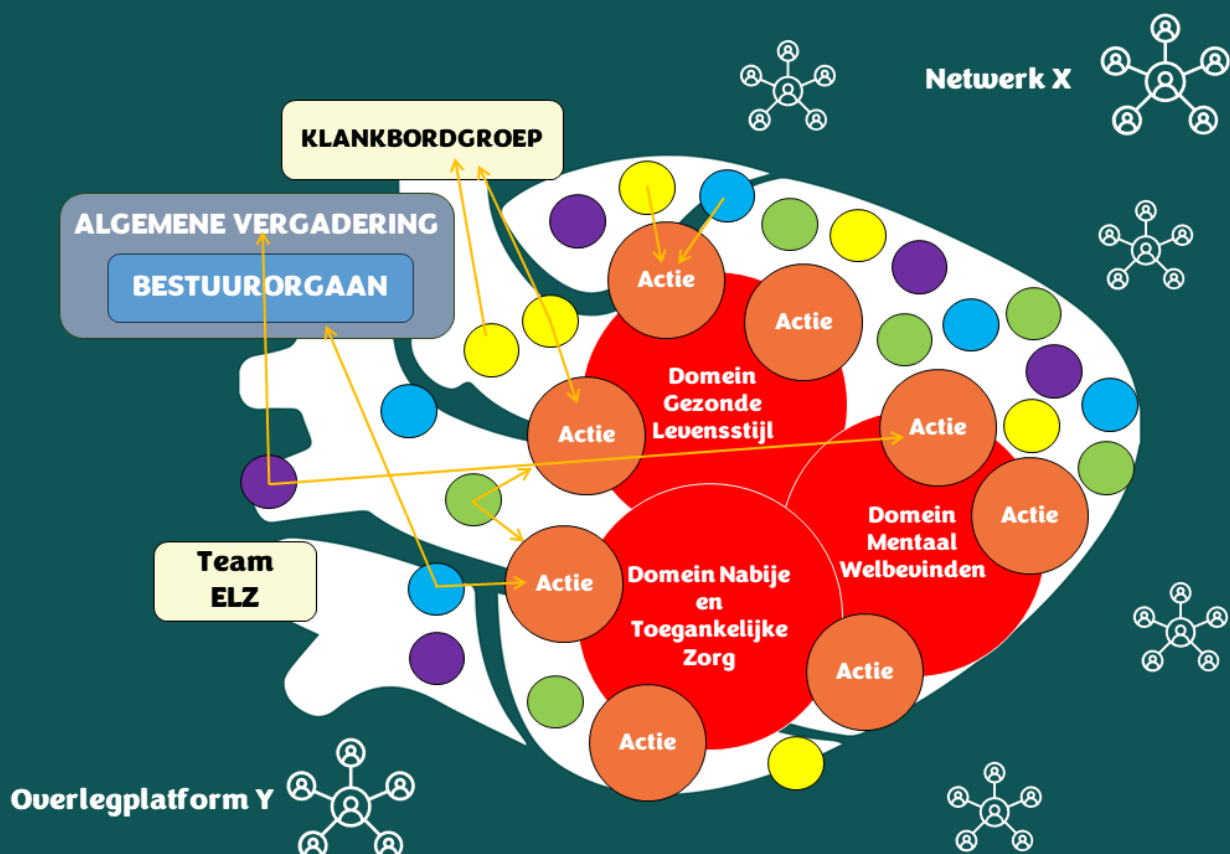 Netwerk X
KLANKBORDGROEP
ALGEMENE VERGADERING
BESTUURORGAAN
Actie
Actie
Domein
Gezonde
Levensstijl
Actie
Actie
Actie
Domein
Mentaal
Welbevinden
Team
ELZ
Actie
Domein Nabije
en
Toegankelijke
Zorg
Actie
Actie
Overlegplatform Y